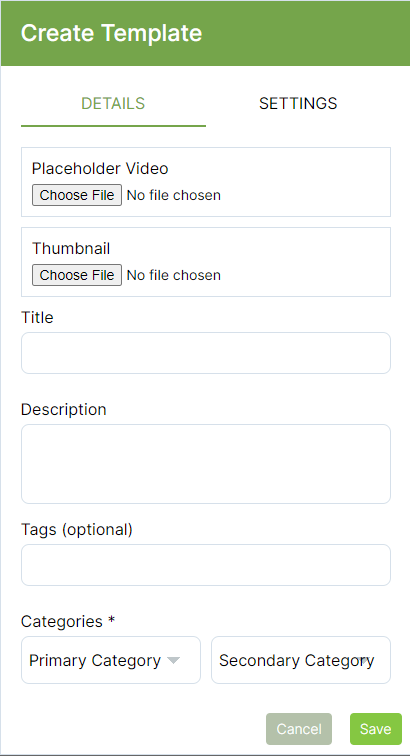 Create Template
DETAILS SETTINGS
Placeholder Video
Choose File No file chosen
Thumbnail
Choose File No file chosen
Title
Description
Tags (optional)
Categories *
Primary Category Secondary Category
Cancel Save